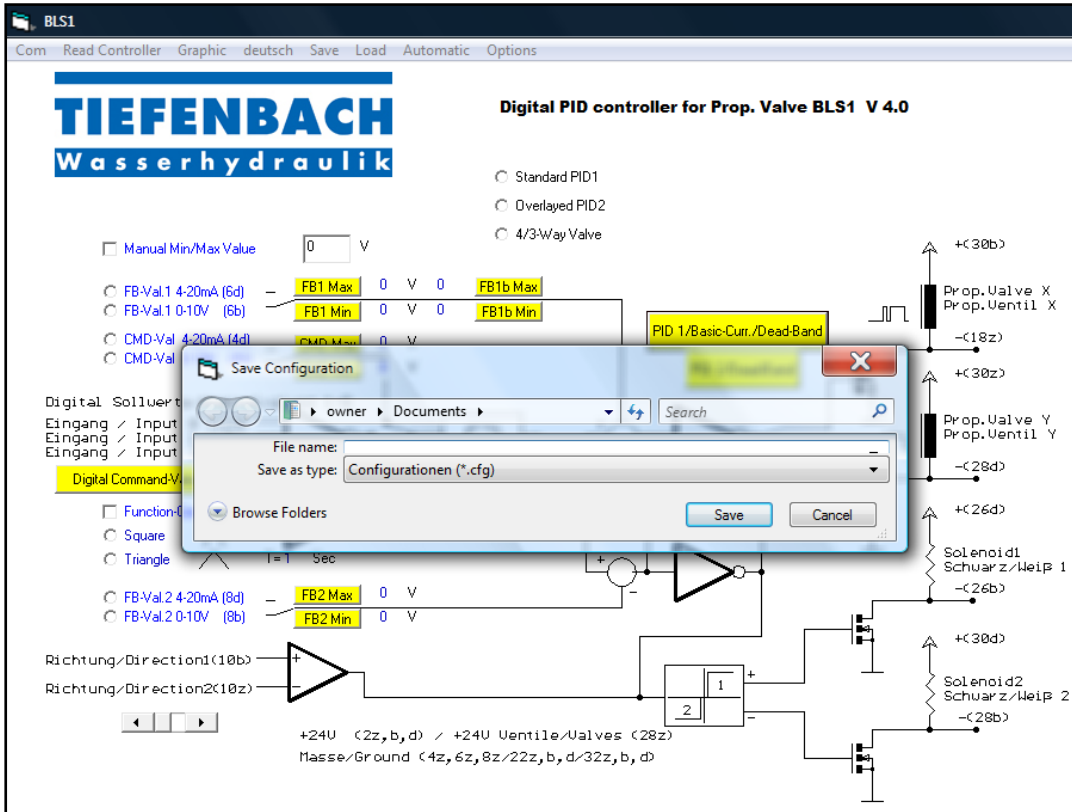 BLS1
Com Read Controller Graphic deutsch Save Load Automatic Options
TIEFENBACH
Wasserhydraulik
Digital PID controller for Prop. Valve BLS1 V 4.0
Standard PID1
Overlayed PID2
4/3-Way Valve
Manual Min/Max Value 0 V
FB-Val.1 4-20mA (6d) FB1 Max 0 V 0 FB1b Max
FB-Val.1 0-10V (6b) FB1 Min 0 V 0 FB1b Min
CMD-Val 4-20mA (4d) CMD Max
CMD-Val
PID 1/Basic-Curr./Dead-Band
+(30b)
Prop.Valve X
Prop.Ventil X
-(18z)
+(30z)
Prop.Valve Y
Prop.Ventil Y
-(28d)
Save Configuration
owner Documents Search
File name:
Save as type: Configurationen (*.cfg)
Browse Folders Save Cancel
Digital Sollwert
Eingang / Input
Eingang / Input
Eingang / Input
Digital Command-Va
Function-
Square
Triangle T= 1 Sec
FB-Val.2 4-20mA (8d) FB2 Max 0 V
FB-Val.2 0-10V (8b) FB2 Min 0 V
+
+(26d)
Solenoid1
Schwarz/Weiß 1
-(26b)
+(30d)
Solenoid2
Schwarz/Weiß 2
-(28b)
Richtung/Direction1(10b) +
Richtung/Direction2(10z) -
1 +
2 -
+24V (2z,b,d) / +24V Ventile/Valves (28z)
Masse/Ground (4z,6z,8z/22z,b,d/32z,b,d)